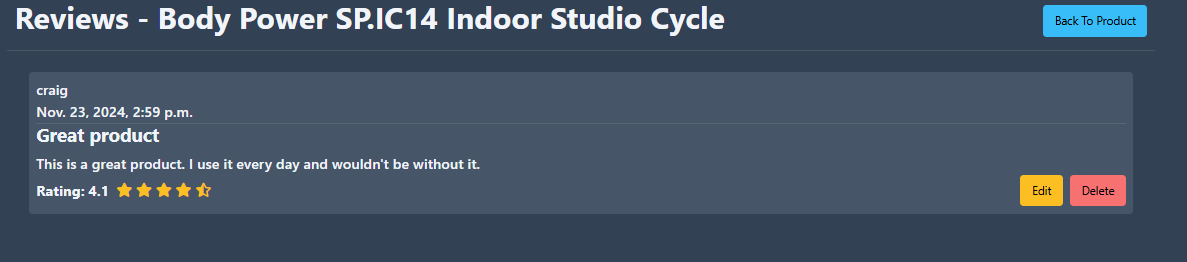 Reviews - Body Power SP.IC14 Indoor Studio Cycle
Back To Product
craig
Nov. 23, 2024, 2:59 p.m.
Great product
This is a great product. I use it every day and wouldn't be without it.
Rating: 4.1
Edit
Delete